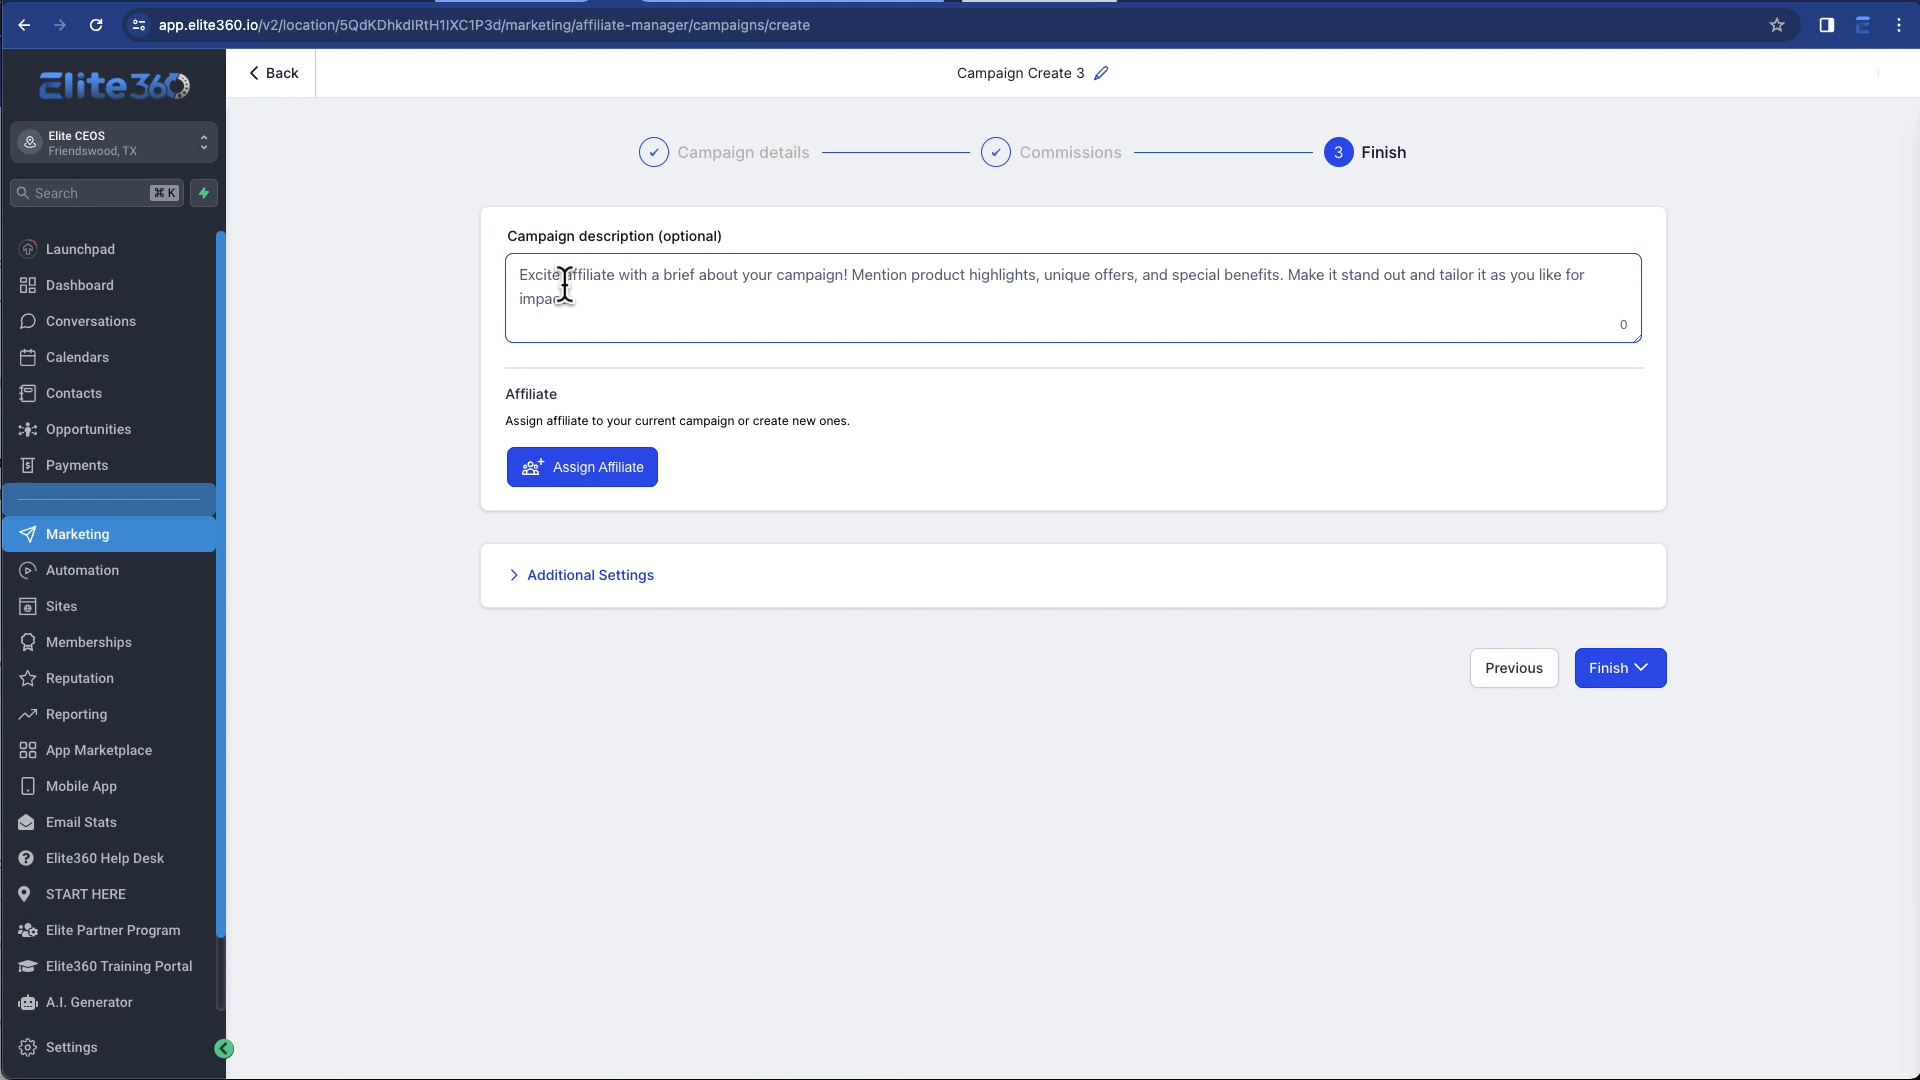 app.elite360.io/v2/location/5QdKDhkdlRtH1lXC1P3d/marketing/affiliate-manager/campaigns/create
Elite360
Back
Campaign Create 3
Elite CEOS
Friendswood, TX
Search
⌘ K
Campaign details
Commissions
3
Finish
Launchpad
Dashboard
Conversations
Calendars
Contacts
Opportunities
Payments
Marketing
Automation
Sites
Memberships
Reputation
Reporting
App Marketplace
Mobile App
Email Stats
Elite360 Help Desk
START HERE
Elite Partner Program
Elite360 Training Portal
A.I. Generator
Settings
Campaign description (optional)
Excite affiliate with a brief about your campaign! Mention product highlights, unique offers, and special benefits. Make it stand out and tailor it as you like for
impact.
0
Affiliate
Assign affiliate to your current campaign or create new ones.
Assign Affiliate
Additional Settings
Previous
Finish